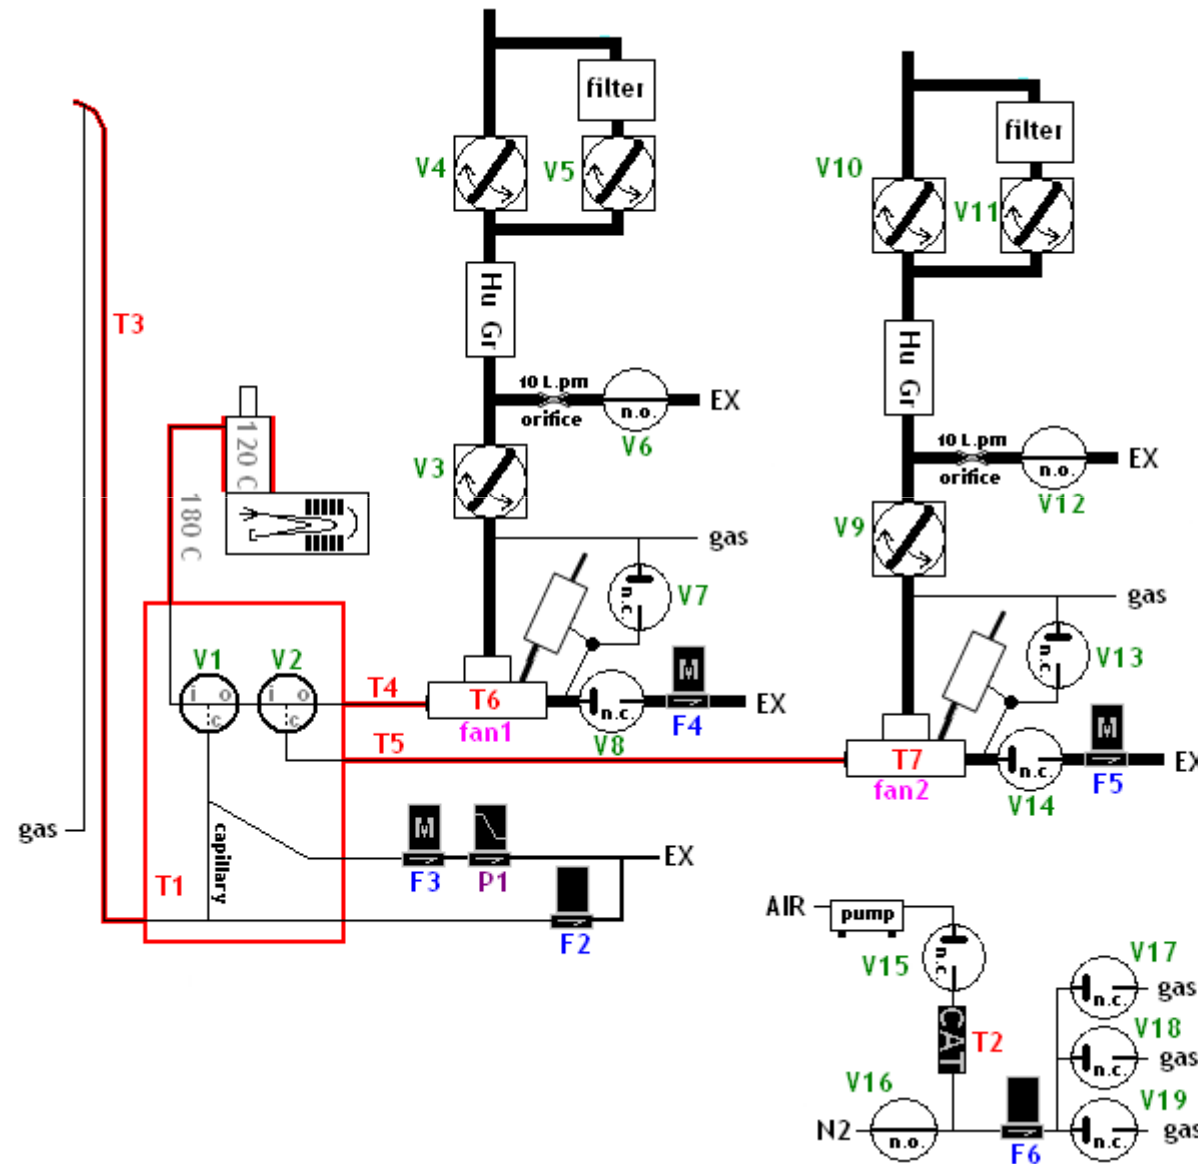 filter
V4
V5
Hu Gr
10 L.pm
orifice
n.o.
EX
V6
V3
gas
n.c
V7
T6
fan1
n.c.
V8
M
F4
EX
filter
V10
V11
Hu Gr
10 L.pm
orifice
n.o.
EX
V12
V9
gas
n.c
V13
T7
fan2
n.c.
V14
M
F5
EX
T3
120 C
180 C
V1
i
o
c
V2
i
o
c
T4
T5
gas
capillary
T1
M
F3
P1
EX
F2
AIR
pump
V15
n.c.
CAT
T2
V16
N2
n.o.
F6
V17
n.c.
gas
V18
n.c.
gas
V19
n.c.
gas